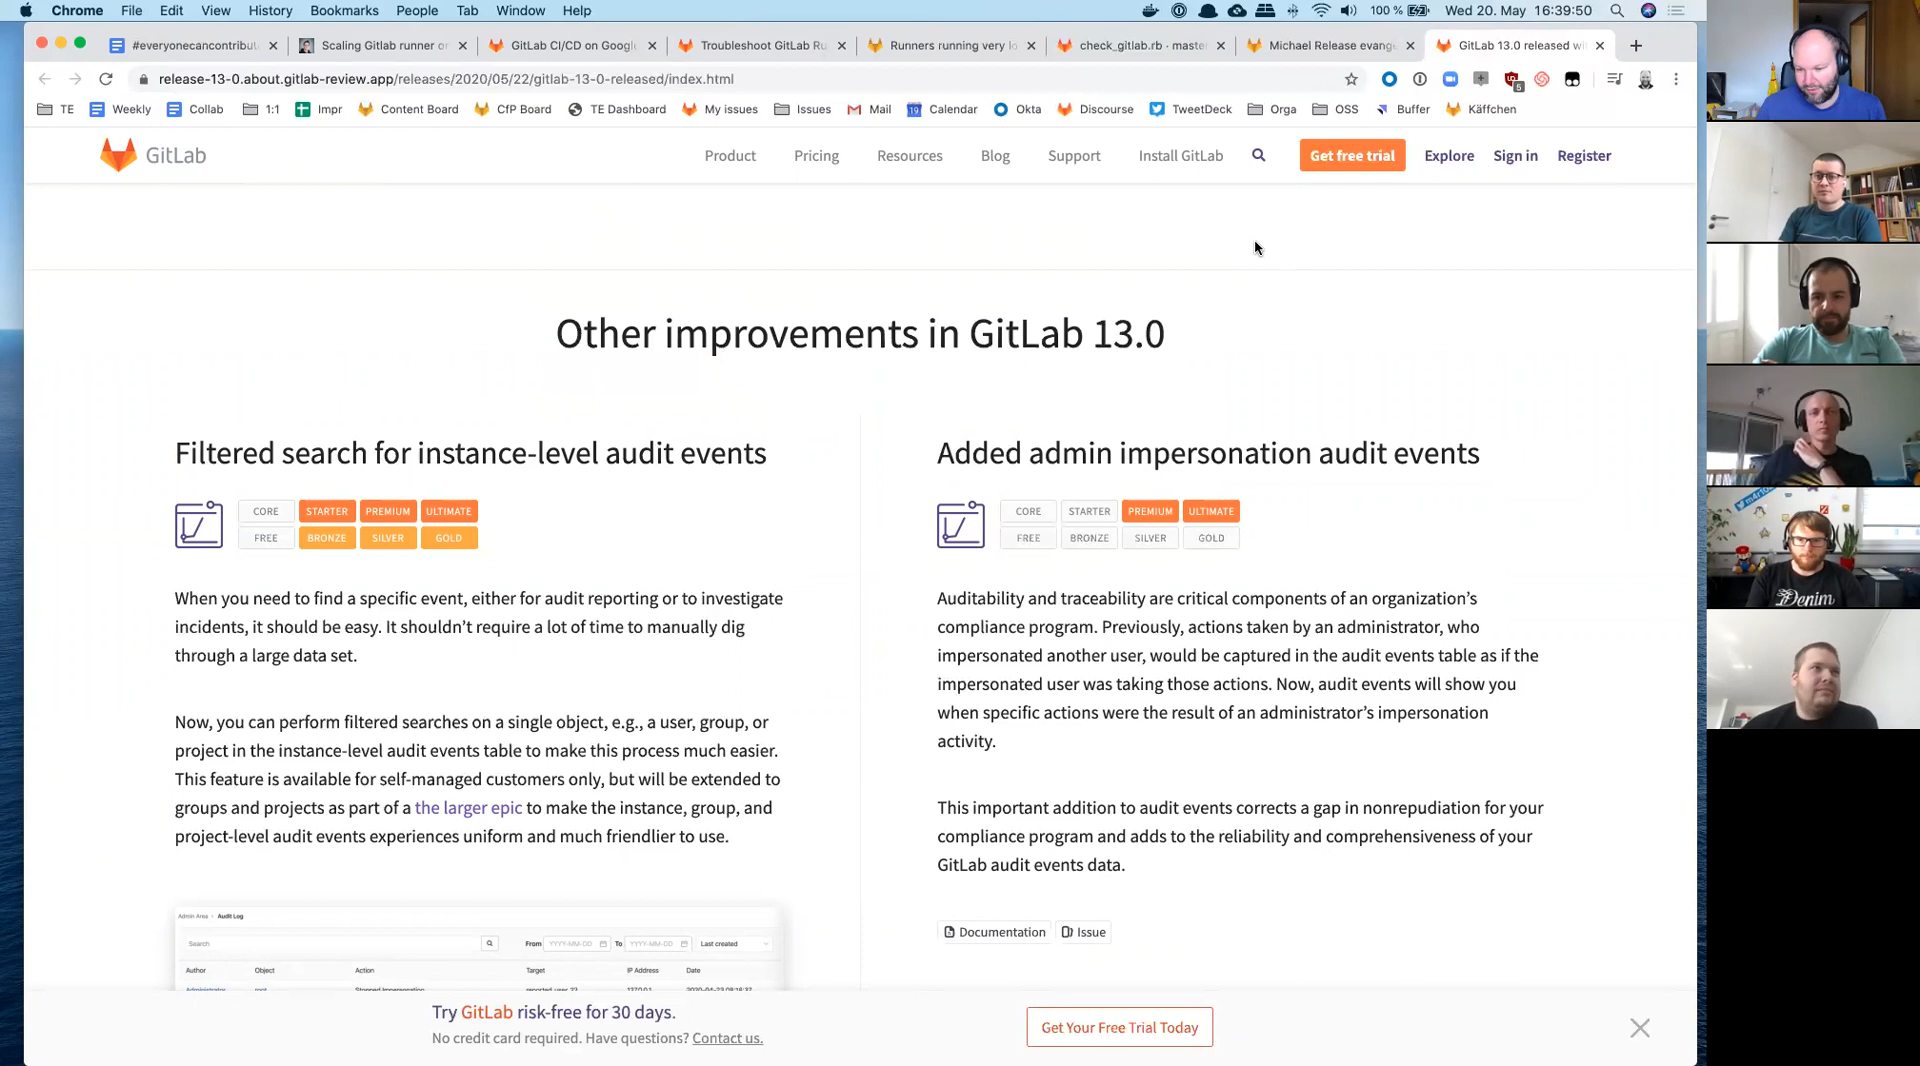 Chrome File Edit View History Bookmarks People Tab Window Help 100 % Wed 20. May 16:39:50
#everyonecancontribut Scaling Gitlab runner o GitLab CI/CD on Googl Troubleshoot GitLab Ru Runners running very lo check_gitlab.rb · maste Michael Release evang GitLab 13.0 released wi
release-13-0.about.gitlab-review.app/releases/2020/05/22/gitlab-13-0-released/index.html
TE Weekly Collab 1:1 Impr Content Board CfP Board TE Dashboard My issues Issues Mail Calendar Okta Discourse TweetDeck Orga OSS Buffer Käffchen
GitLab Product Pricing Resources Blog Support Install GitLab Get free trial Explore Sign in Register
Other improvements in GitLab 13.0
Filtered search for instance-level audit events
CORE STARTER PREMIUM ULTIMATE
FREE BRONZE SILVER GOLD
When you need to find a specific event, either for audit reporting or to investigate
incidents, it should be easy. It shouldn’t require a lot of time to manually dig
through a large data set.
Now, you can perform filtered searches on a single object, e.g., a user, group, or
project in the instance-level audit events table to make this process much easier.
This feature is available for self-managed customers only, but will be extended to
groups and projects as part of a the larger epic to make the instance, group, and
project-level audit events experiences uniform and much friendlier to use.
Admin Area > Audit Log
Search From YYYY-MM-DD To YYYY-MM-DD Last created
Author Object Action Target IP Address Date
Added admin impersonation audit events
CORE STARTER PREMIUM ULTIMATE
FREE BRONZE SILVER GOLD
Auditability and traceability are critical components of an organization’s
compliance program. Previously, actions taken by an administrator, who
impersonated another user, would be captured in the audit events table as if the
impersonated user was taking those actions. Now, audit events will show you
when specific actions were the result of an administrator’s impersonation
activity.
This important addition to audit events corrects a gap in nonrepudiation for your
compliance program and adds to the reliability and comprehensiveness of your
GitLab audit events data.
Documentation Issue
Try GitLab risk-free for 30 days.
No credit card required. Have questions? Contact us.
Get Your Free Trial Today
Denim